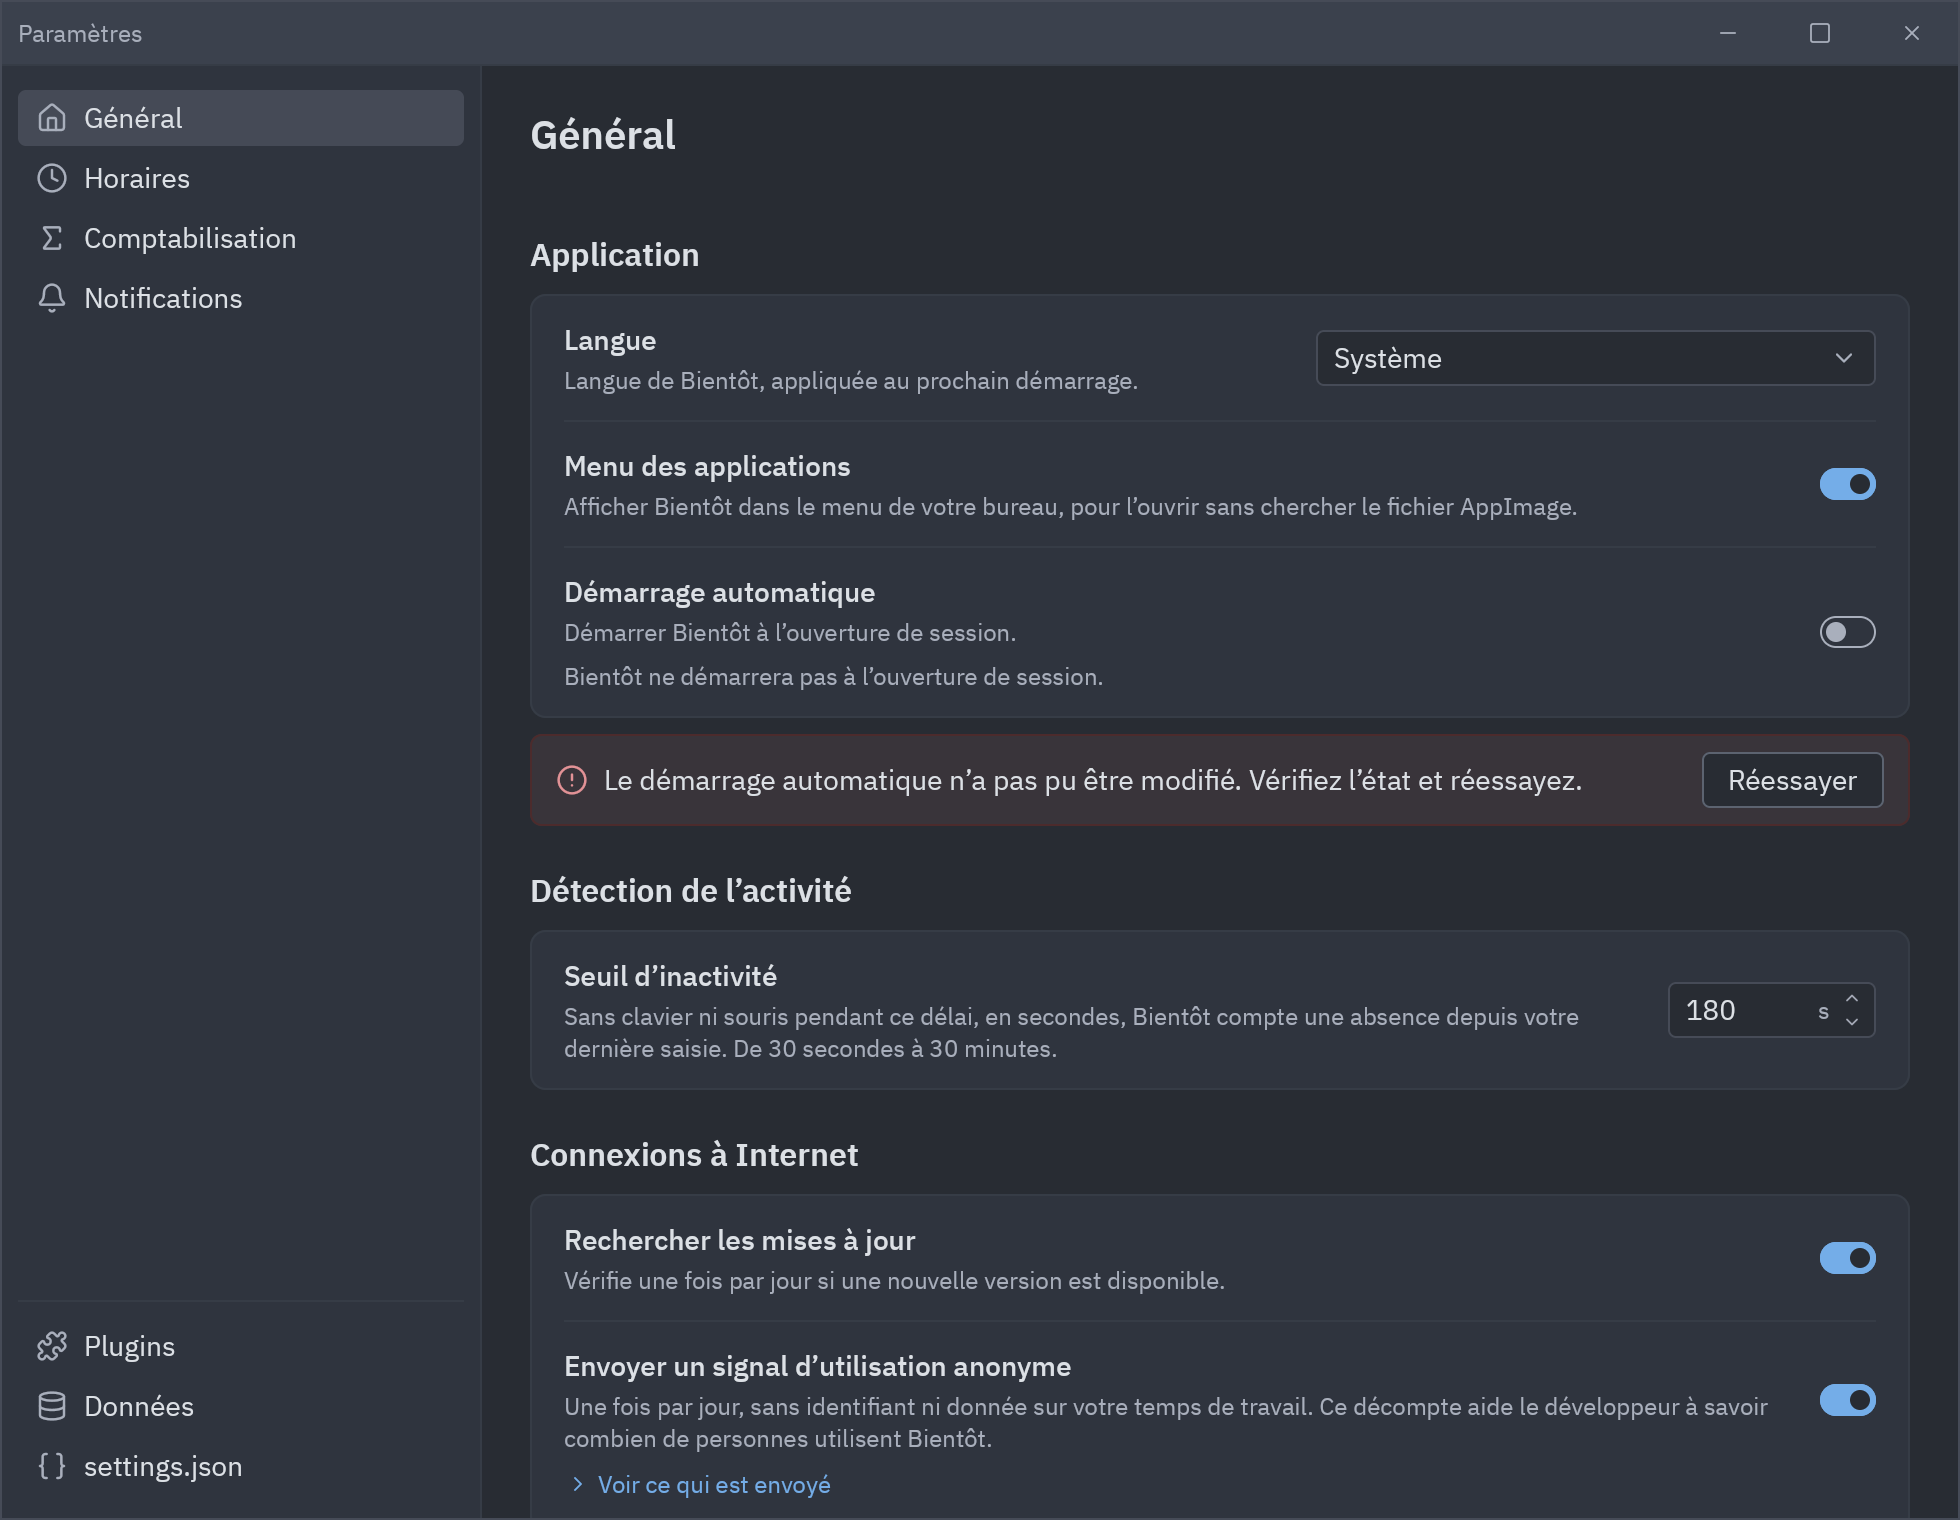 Paramètres
Général
Horaires
Comptabilisation
Notifications
Plugins
Données
settings.json
Général
Application
Langue
Langue de Bientôt, appliquée au prochain démarrage.
Système
Menu des applications
Afficher Bientôt dans le menu de votre bureau, pour l’ouvrir sans chercher le fichier AppImage.
Démarrage automatique
Démarrer Bientôt à l’ouverture de session.
Bientôt ne démarrera pas à l’ouverture de session.
Le démarrage automatique n’a pas pu être modifié. Vérifiez l’état et réessayez.
Réessayer
Détection de l’activité
Seuil d’inactivité
Sans clavier ni souris pendant ce délai, en secondes, Bientôt compte une absence depuis votre
dernière saisie. De 30 secondes à 30 minutes.
180 s
Connexions à Internet
Rechercher les mises à jour
Vérifie une fois par jour si une nouvelle version est disponible.
Envoyer un signal d’utilisation anonyme
Une fois par jour, sans identifiant ni donnée sur votre temps de travail. Ce décompte aide le développeur à savoir
combien de personnes utilisent Bientôt.
Voir ce qui est envoyé